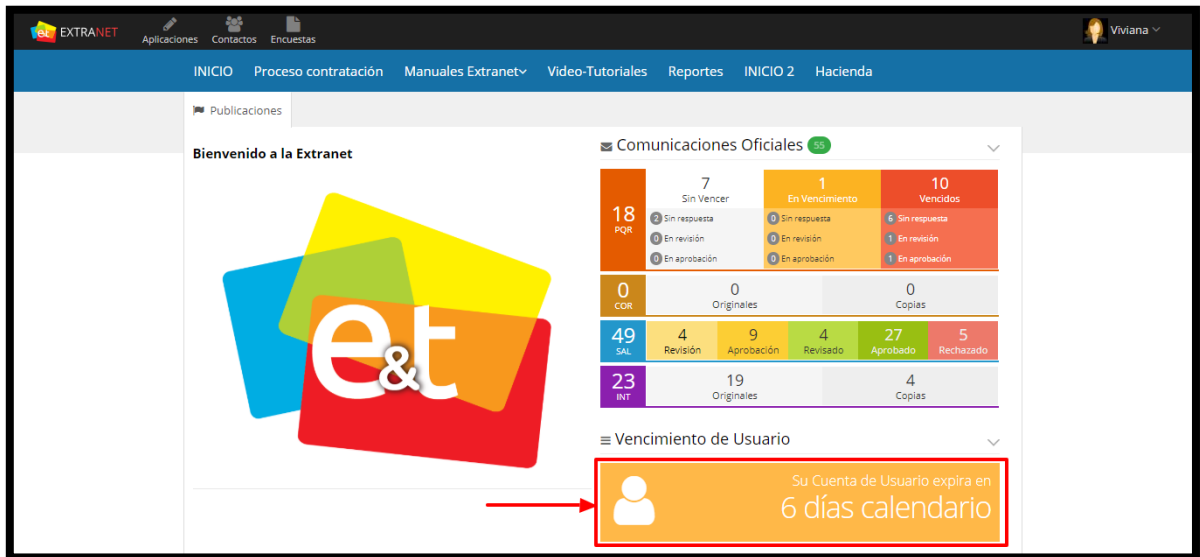 e&t EXTRANET
Aplicaciones Contactos Encuestas
Viviana
INICIO Proceso contratación Manuales Extranet Video-Tutoriales Reportes INICIO 2 Hacienda
Publicaciones
Bienvenido a la Extranet
e&t
Comunicaciones Oficiales 55
18 PQR
7 Sin Vencer
2 Sin respuesta
0 En revisión
0 En aprobación
1 En Vencimiento
0 Sin respuesta
0 En revisión
0 En aprobación
10 Vencidos
6 Sin respuesta
1 En revisión
1 En aprobación
0 COR
0 Originales
0 Copias
49 SAL
4 Revisión
9 Aprobación
4 Revisado
27 Aprobado
5 Rechazado
23 INT
19 Originales
4 Copias
Vencimiento de Usuario
Su Cuenta de Usuario expira en
6 días calendario